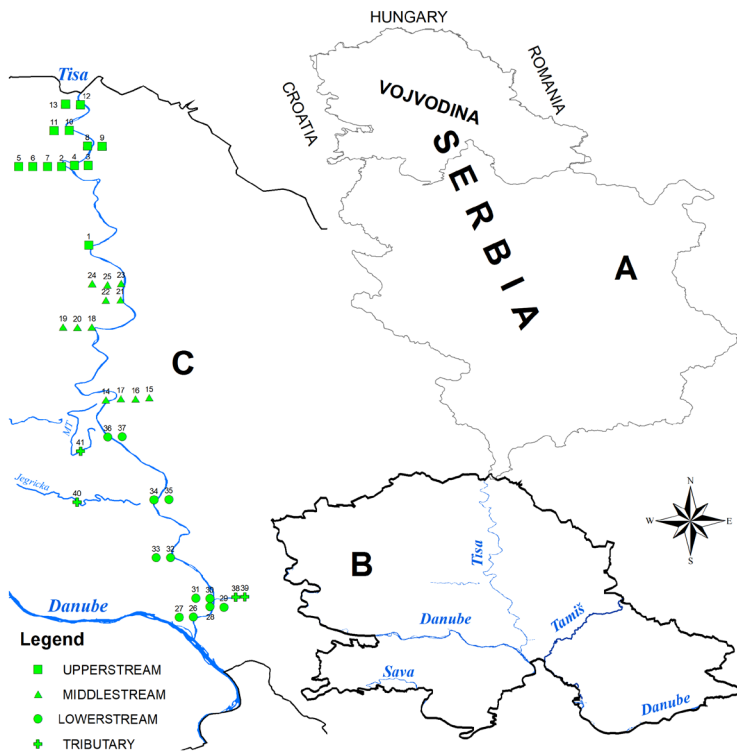 HUNGARY
ROMANIA
CROATIA
VOJVODINA
SERBIA
A
Tisa
13 12
11 10
8 9
5 6 7 2 4 3
1
24 25 23
22 21
19 20 18
C
14 17 16 15
MT
36 37
41
Jegricka
40
34 35
33 32
31 30 29 38 39
27 26 28
Danube
Legend
UPPERSTREAM
MIDDLESTREAM
LOWERSTREAM
TRIBUTARY
B
Tisa
Danube
Tamiš
Sava
Danube
N
W E
S